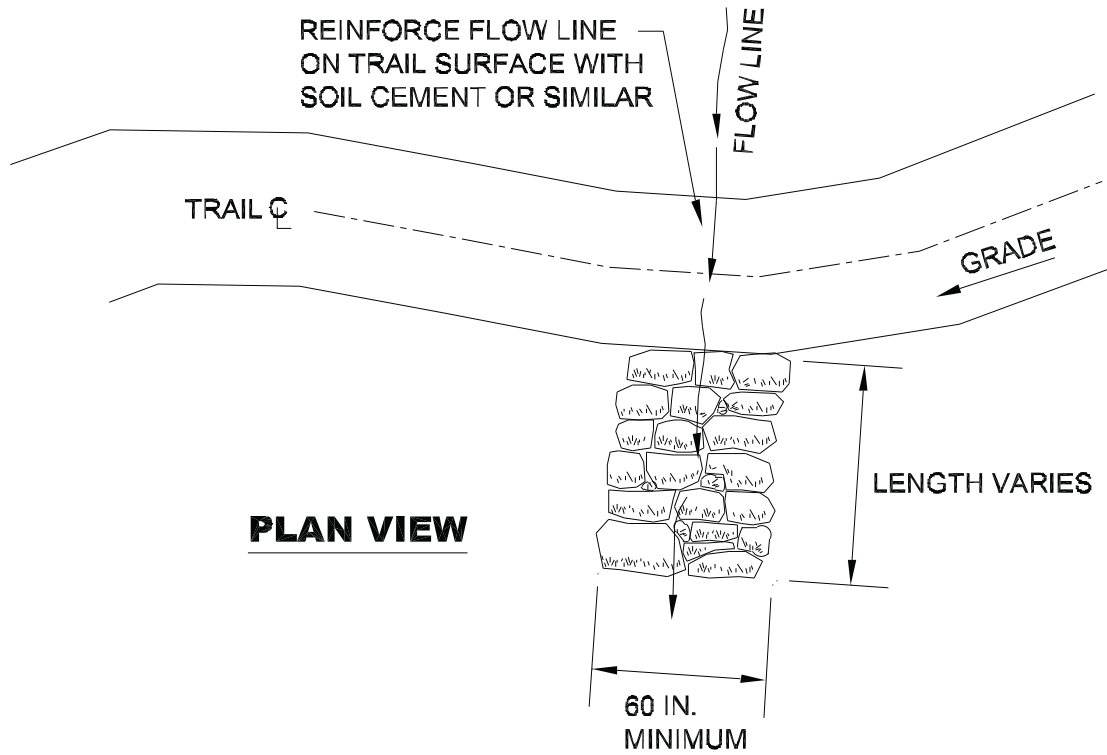 REINFORCE FLOW LINE
ON TRAIL SURFACE WITH
SOIL CEMENT OR SIMILAR
FLOW LINE
TRAIL ℄
GRADE
LENGTH VARIES
PLAN VIEW
60 IN.
MINIMUM